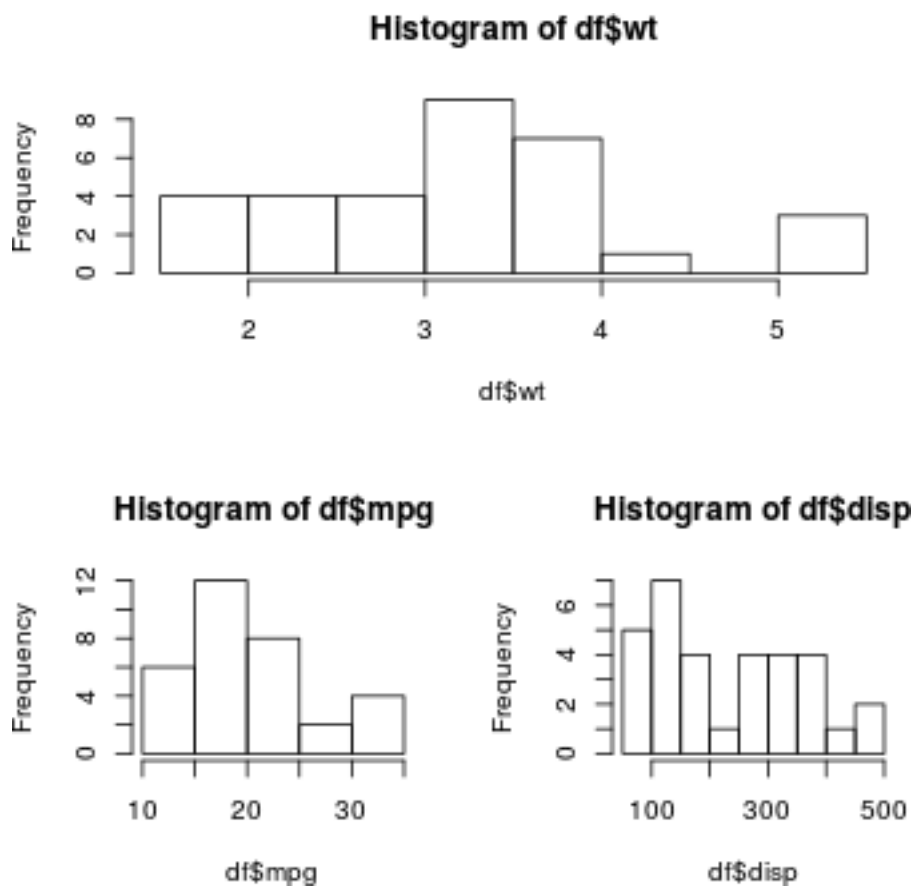 Histogram of df$wt
Frequency
8
6
4
2
0
2 3 4 5
df$wt
Histogram of df$mpg
Frequency
12
8
4
0
10 20 30
df$mpg
Histogram of df$disp
Frequency
6
4
2
0
100 300 500
df$disp